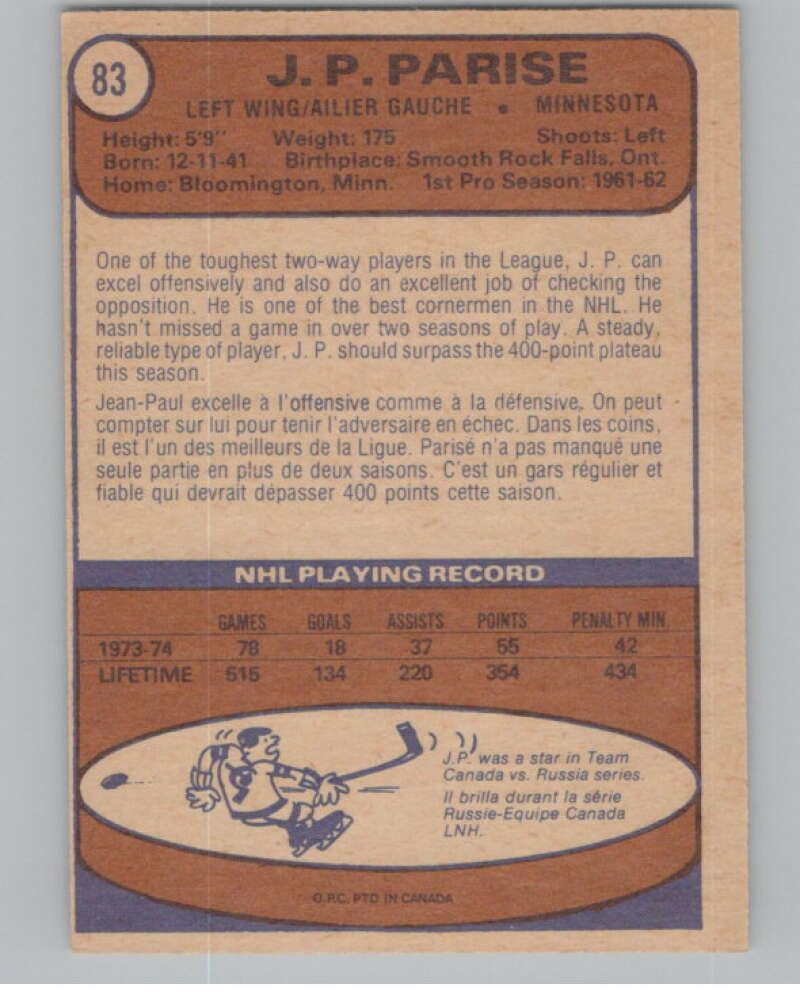 83
J. P. PARISE
LEFT WING/AILIER GAUCHE • MINNESOTA
Height: 5'9" Weight: 175 Shoots: Left
Born: 12-11-41 Birthplace: Smooth Rock Falls, Ont.
Home: Bloomington, Minn. 1st Pro Season: 1961-62
One of the toughest two-way players in the League, J. P. can
excel offensively and also do an excellent job of checking the
opposition. He is one of the best cornermen in the NHL. He
hasn't missed a game in over two seasons of play. A steady,
reliable type of player, J. P. should surpass the 400-point plateau
this season.
Jean-Paul excelle à l'offensive comme à la défensive. On peut
compter sur lui pour tenir l'adversaire en échec. Dans les coins,
il est l'un des meilleurs de la Ligue. Parisé n'a pas manqué une
seule partie en plus de deux saisons. C'est un gars régulier et
fiable qui devrait dépasser 400 points cette saison.
NHL PLAYING RECORD
GAMES GOALS ASSISTS POINTS PENALTY MIN.
1973-74 78 18 37 55 42
LIFETIME 515 134 220 354 434
J.P. was a star in Team
Canada vs. Russia series.
Il brilla durant la série
Russie-Equipe Canada
LNH.
O.P.C. PTD IN CANADA